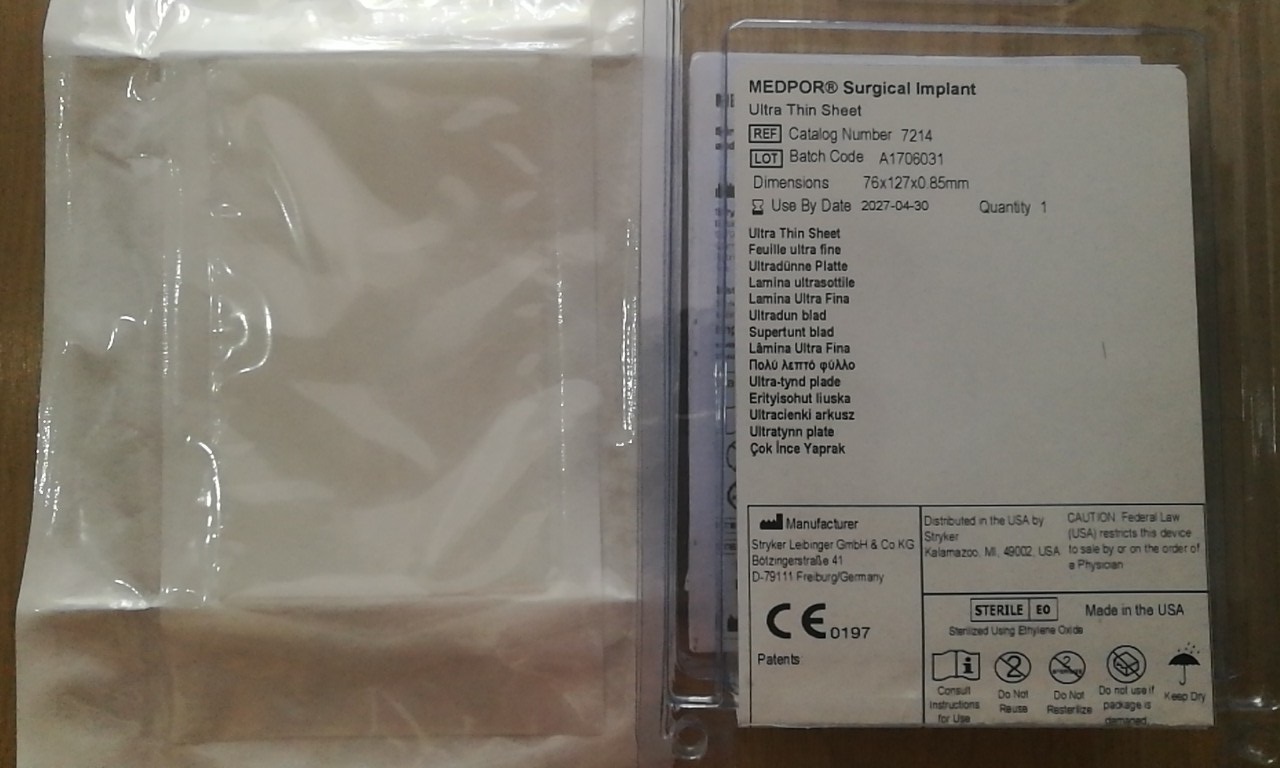 MEDPOR® Surgical Implant
Ultra Thin Sheet
REF Catalog Number 7214
LOT Batch Code A1706031
Dimensions 76x127x0.85mm
Use By Date 2027-04-30 Quantity 1
Ultra Thin Sheet
Feuille ultra fine
Ultradünne Platte
Lamina ultrasottile
Lamina Ultra Fina
Ultradun blad
Supertunt blad
Lâmina Ultra Fina
Πολύ λεπτό φύλλο
Ultra-tynd plade
Erityisohut liuska
Ultracienki arkusz
Ultratynn plate
Çok İnce Yaprak
Manufacturer
Stryker Leibinger GmbH & Co KG
Bötzingerstraße 41
D-79111 Freiburg/Germany
CE 0197
Patents
Distributed in the USA by
Stryker
Kalamazoo, MI, 49002, USA
CAUTION Federal Law
(USA) restricts this device
to sale by or on the order of
a Physician
STERILE EO Made in the USA
Sterilized Using Ethylene Oxide
Consult
Instructions
for Use
Do Not
Reuse
Do Not
Resterilize
Do not use if
package is
damaged
Keep Dry